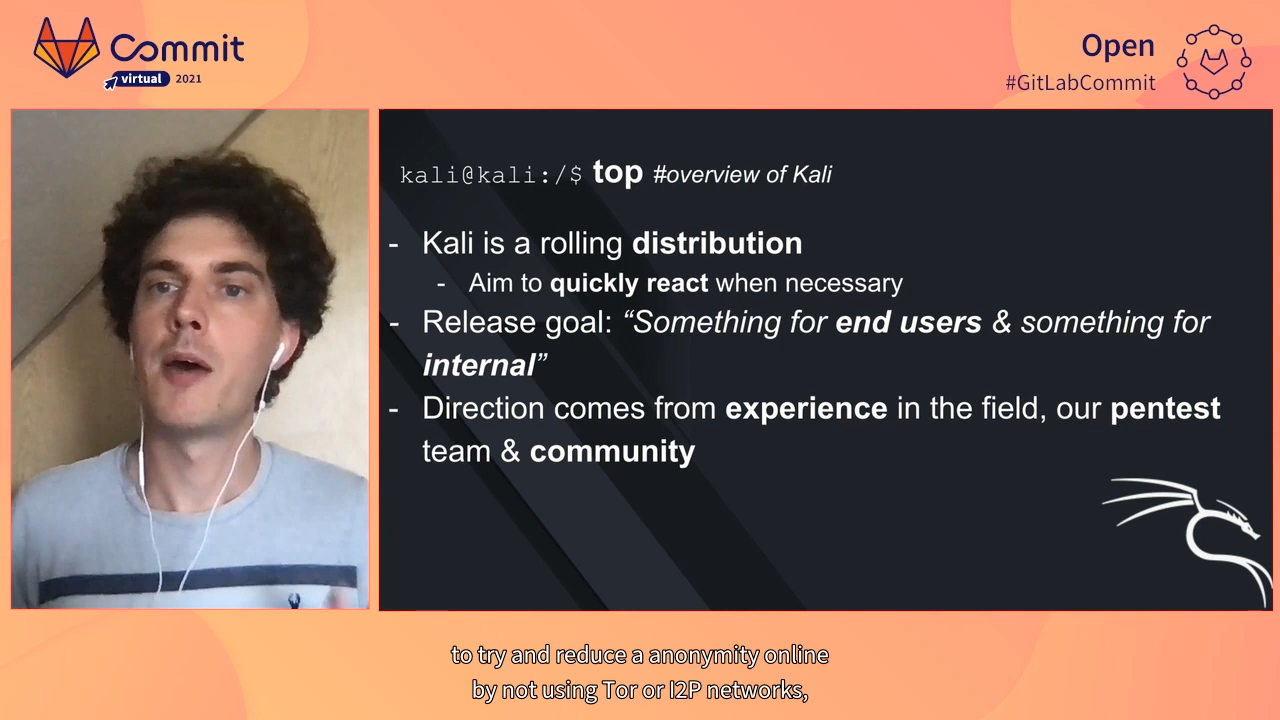 Commit
virtual 2021
Open
#GitLabCommit
kali@kali:/$ top #overview of Kali
- Kali is a rolling distribution
- Aim to quickly react when necessary
- Release goal: “Something for end users & something for
internal”
- Direction comes from experience in the field, our pentest
team & community
to try and reduce a anonymity online
by not using Tor or I2P networks,